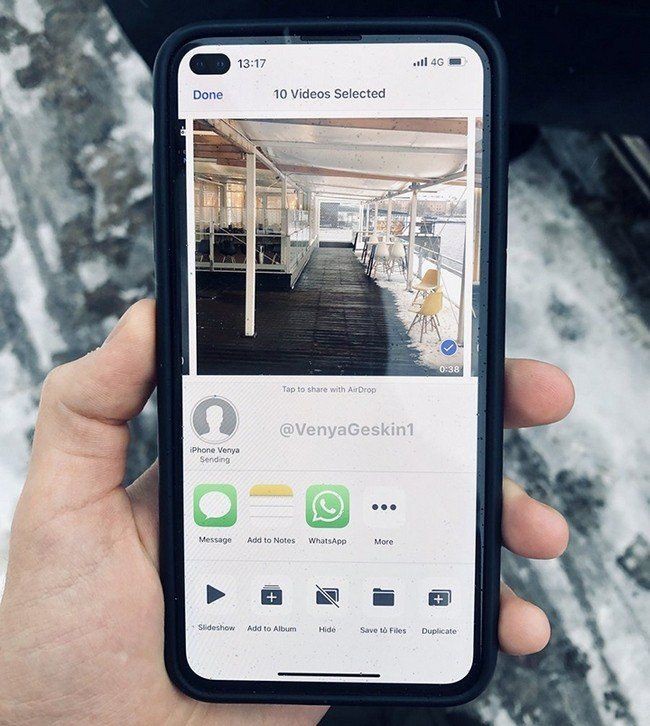 13:17
4G
Done
10 Videos Selected
0:38
Tap to share with AirDrop
@VenyaGeskin1
iPhone Venya
Sending
Message
Add to Notes
WhatsApp
More
Slideshow
Add to Album
Hide
Save to Files
Duplicate